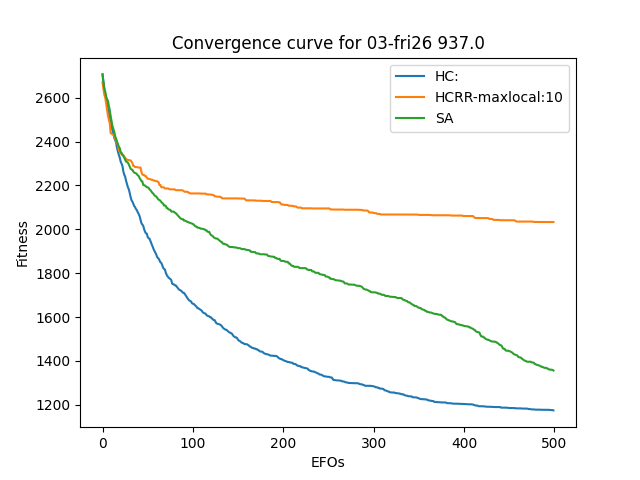 Convergence curve for 03-fri26 937.0
HC:
HCRR-maxlocal:10
SA
Fitness
2600
2400
2200
2000
1800
1600
1400
1200
0 100 200 300 400 500
EFOs